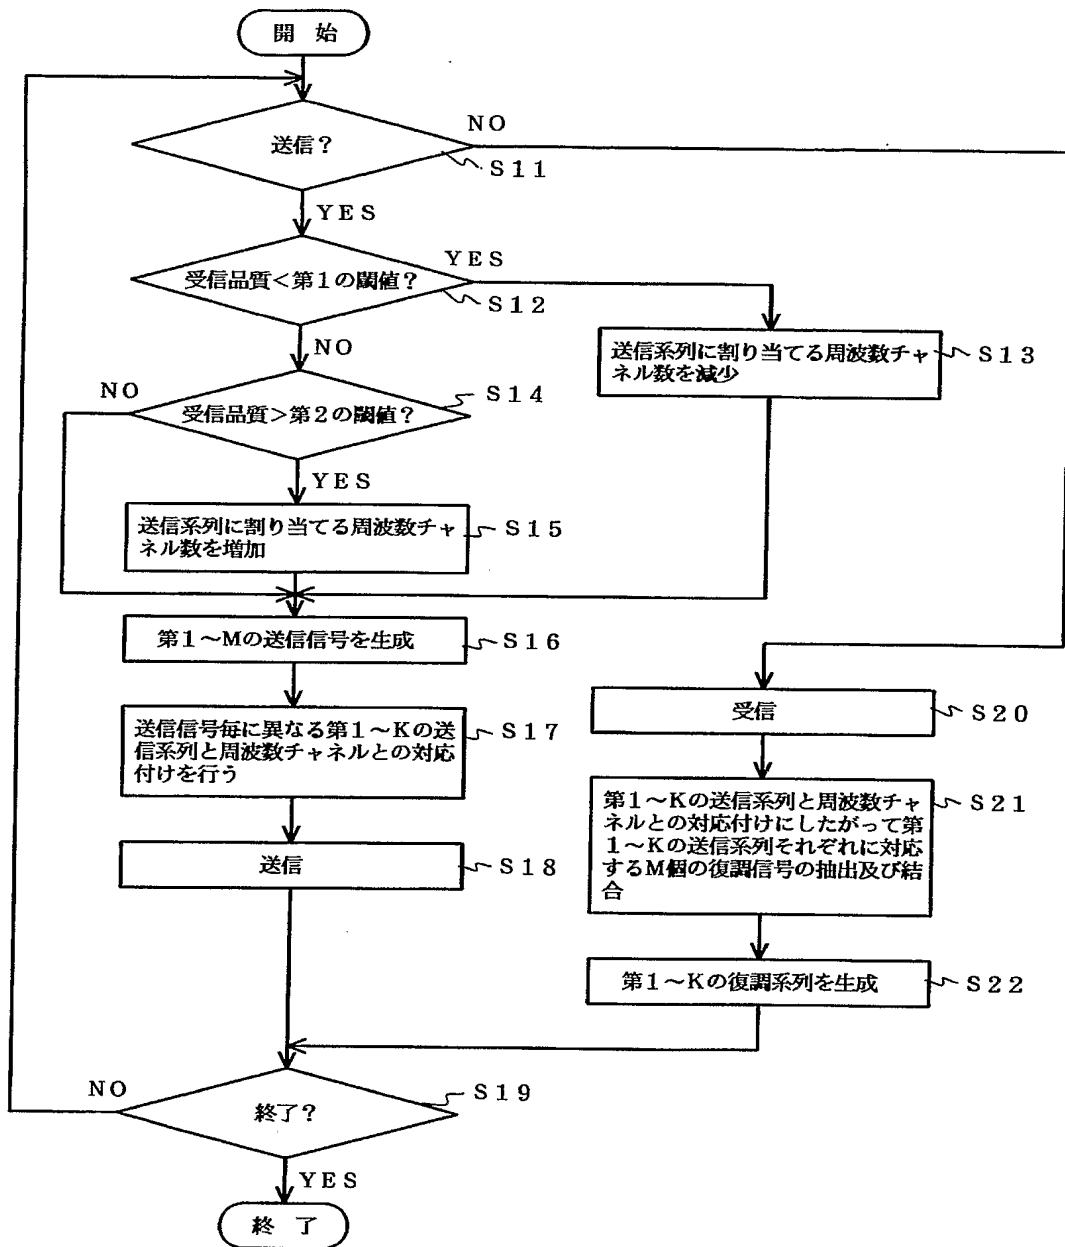 開 始
送信?
NO
S11
YES
受信品質<第1の閾値?
YES
S12
NO
送信系列に割り当てる周波数チャ
ネル数を減少
S13
NO
受信品質>第2の閾値?
S14
YES
送信系列に割り当てる周波数チャ
ネル数を増加
S15
第1~Mの送信信号を生成
S16
送信信号毎に異なる第1~Kの送
信系列と周波数チャネルとの対応
付けを行う
S17
送信
S18
受信
S20
第1~Kの送信系列と周波数チャ
ネルとの対応付けにしたがって第
1~Kの送信系列それぞれに対応
するM個の復調信号の抽出及び結
合
S21
第1~Kの復調系列を生成
S22
NO
終了?
S19
YES
終 了